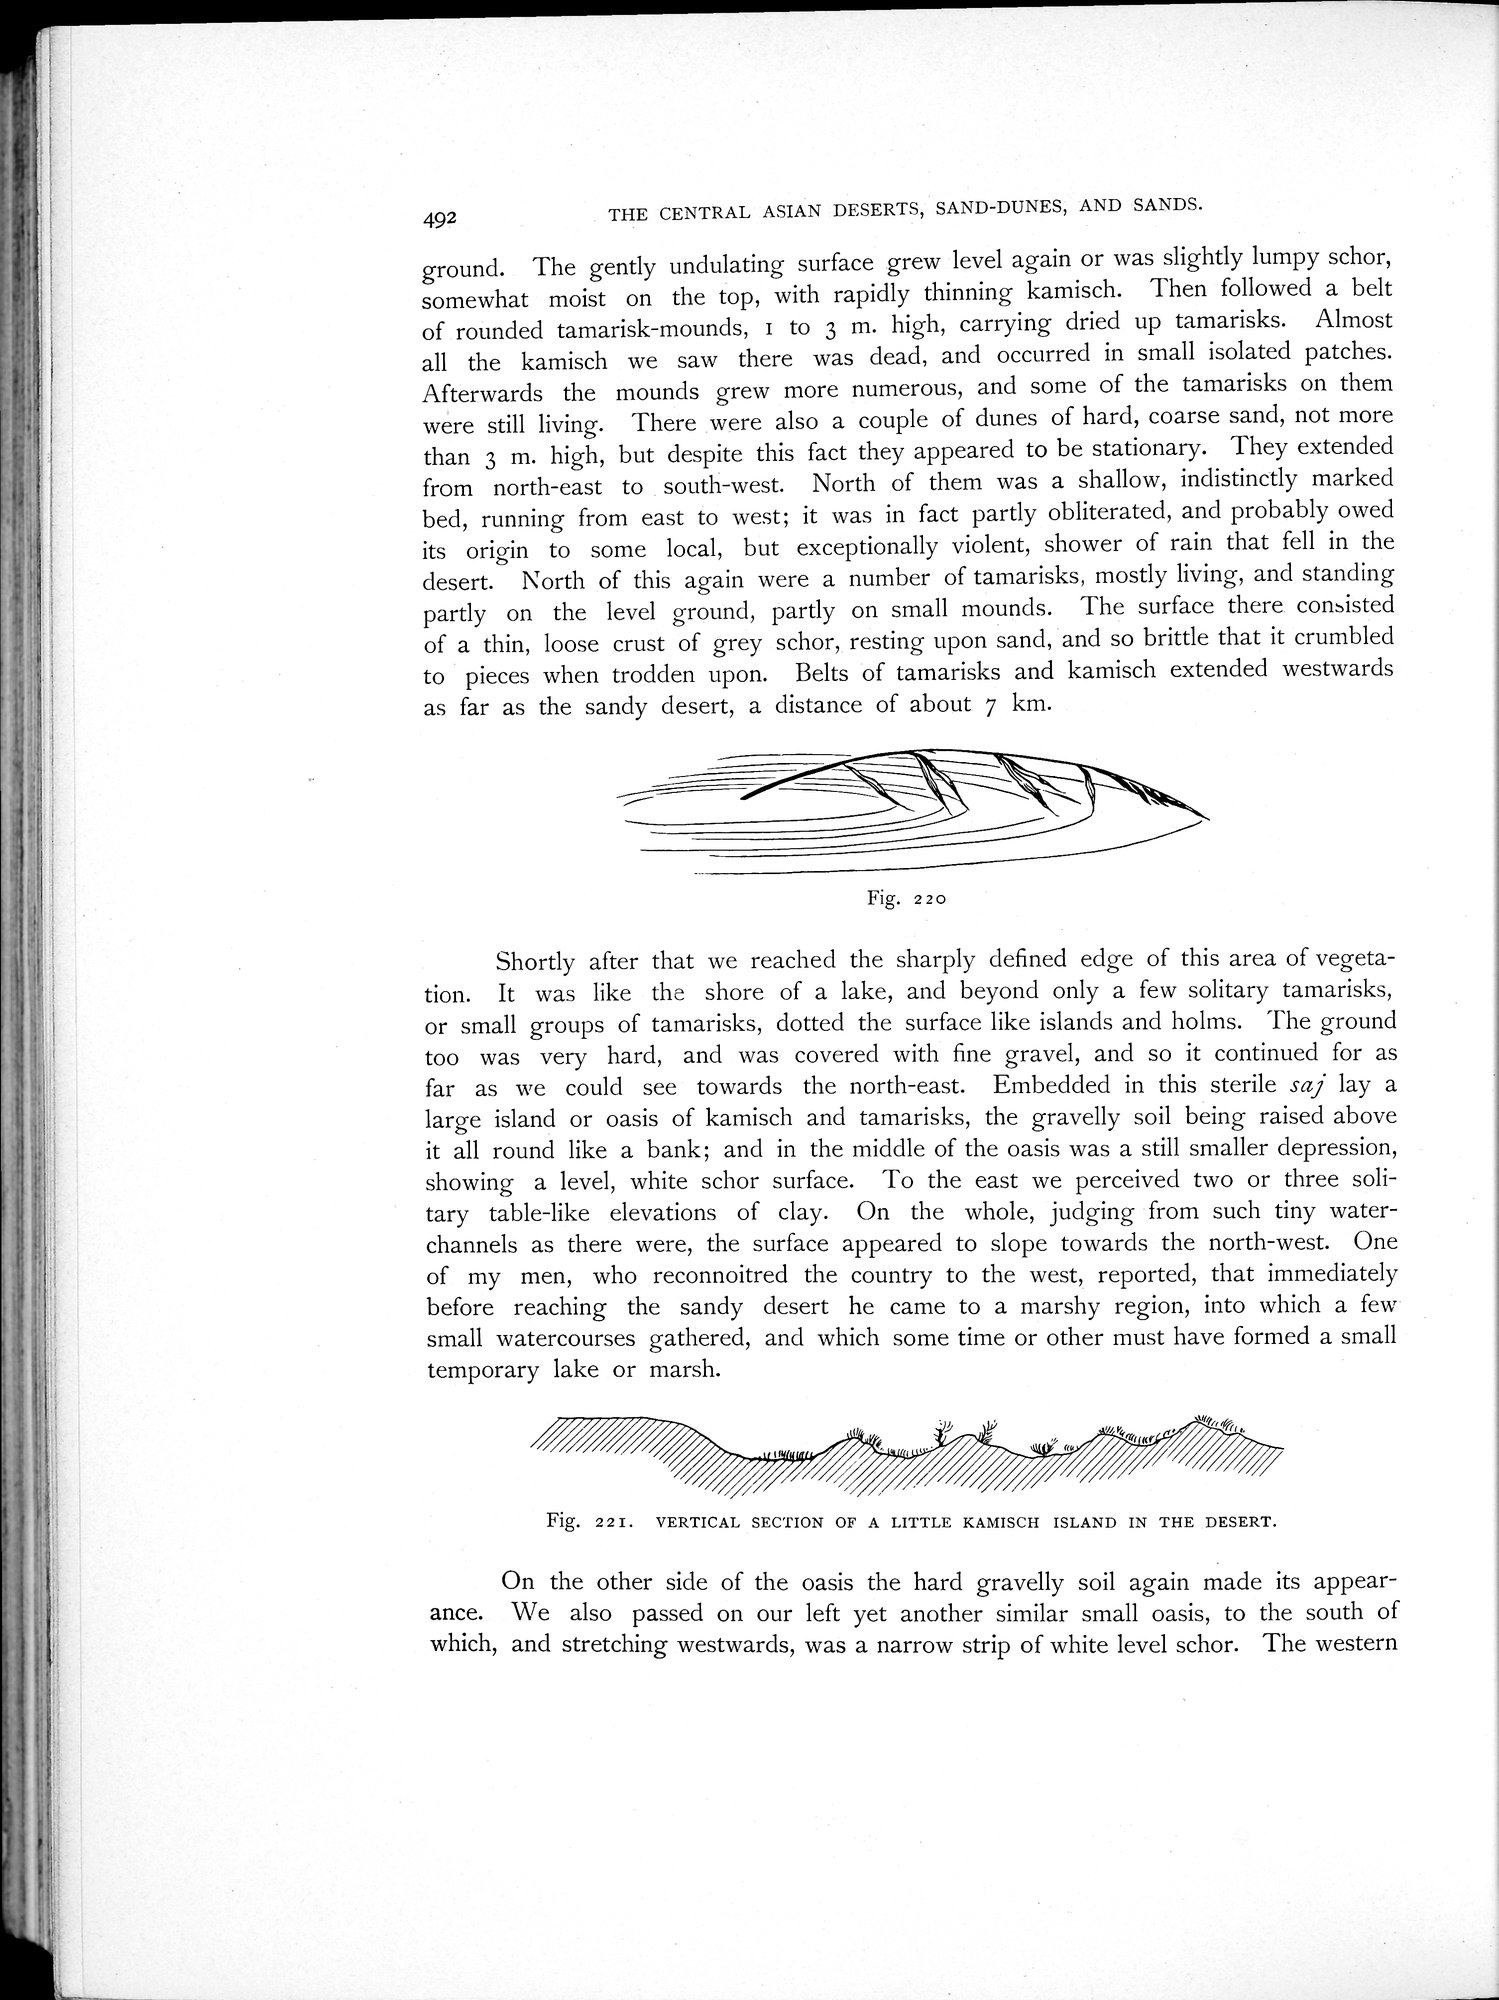 492 THE CENTRAL ASIAN DESERTS, SAND-DUNES, AND SANDS.
ground. The gently undulating surface grew level again or was slightly lumpy schor,
somewhat moist on the top, with rapidly thinning kamisch. Then followed a belt
of rounded tamarisk-mounds, 1 to 3 m. high, carrying dried up tamarisks. Almost
all the kamisch we saw there was dead, and occurred in small isolated patches.
Afterwards the mounds grew more numerous, and some of the tamarisks on them
were still living. There were also a couple of dunes of hard, coarse sand, not more
than 3 m. high, but despite this fact they appeared to be stationary. They extended
from north-east to south-west. North of them was a shallow, indistinctly marked
bed, running from east to west; it was in fact partly obliterated, and probably owed
its origin to some local, but exceptionally violent, shower of rain that fell in the
desert. North of this again were a number of tamarisks, mostly living, and standing
partly on the level ground, partly on small mounds. The surface there consisted
of a thin, loose crust of grey schor, resting upon sand, and so brittle that it crumbled
to pieces when trodden upon. Belts of tamarisks and kamisch extended westwards
as far as the sandy desert, a distance of about 7 km.
Fig. 220
Shortly after that we reached the sharply defined edge of this area of vegeta-
tion. It was like the shore of a lake, and beyond only a few solitary tamarisks,
or small groups of tamarisks, dotted the surface like islands and holms. The ground
too was very hard, and was covered with fine gravel, and so it continued for as
far as we could see towards the north-east. Embedded in this sterile saj lay a
large island or oasis of kamisch and tamarisks, the gravelly soil being raised above
it all round like a bank; and in the middle of the oasis was a still smaller depression,
showing a level, white schor surface. To the east we perceived two or three soli-
tary table-like elevations of clay. On the whole, judging from such tiny water-
channels as there were, the surface appeared to slope towards the north-west. One
of my men, who reconnoitred the country to the west, reported, that immediately
before reaching the sandy desert he came to a marshy region, into which a few
small watercourses gathered, and which some time or other must have formed a small
temporary lake or marsh.
Fig. 221. VERTICAL SECTION OF A LITTLE KAMISCH ISLAND IN THE DESERT.
On the other side of the oasis the hard gravelly soil again made its appear-
ance. We also passed on our left yet another similar small oasis, to the south of
which, and stretching westwards, was a narrow strip of white level schor. The western